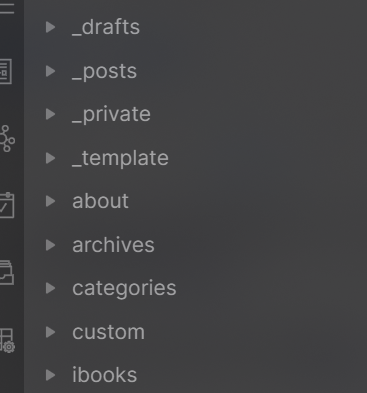 _drafts
_posts
_private
_template
about
archives
categories
custom
ibooks